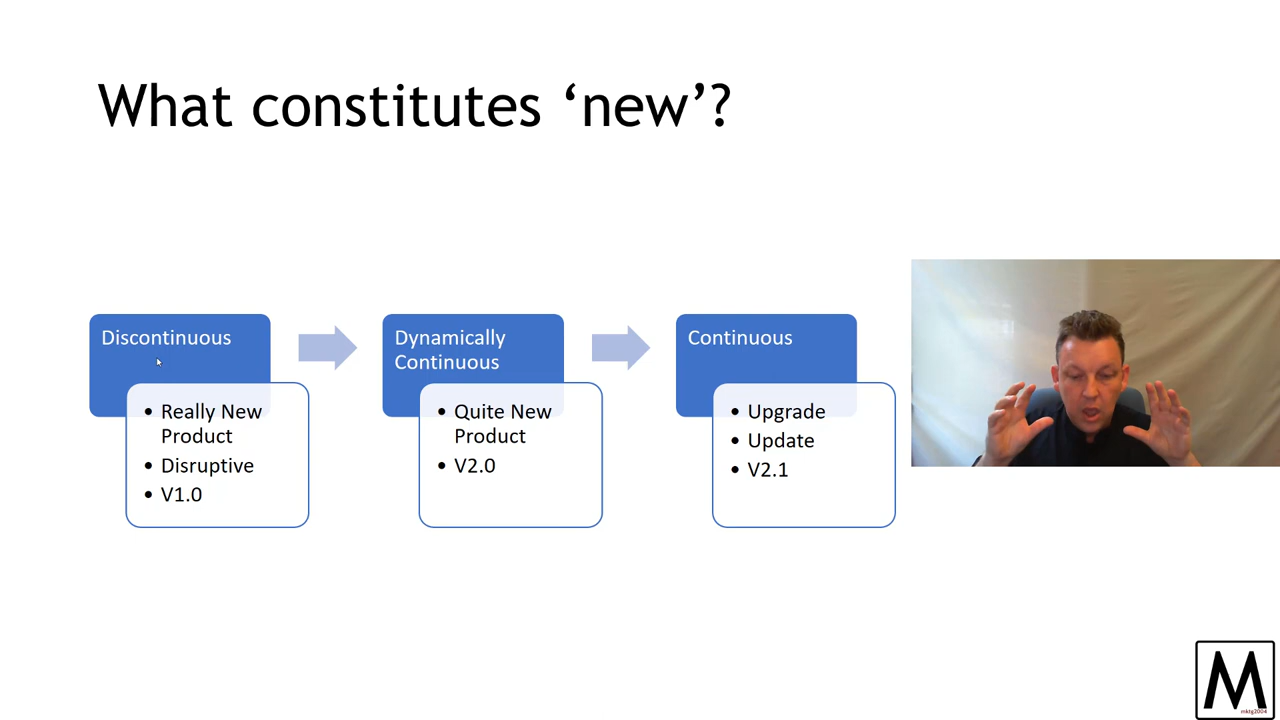 What constitutes ‘new’?
Discontinuous
• Really New
Product
• Disruptive
• V1.0
Dynamically
Continuous
• Quite New
Product
• V2.0
Continuous
• Upgrade
• Update
• V2.1
M
mktg2004